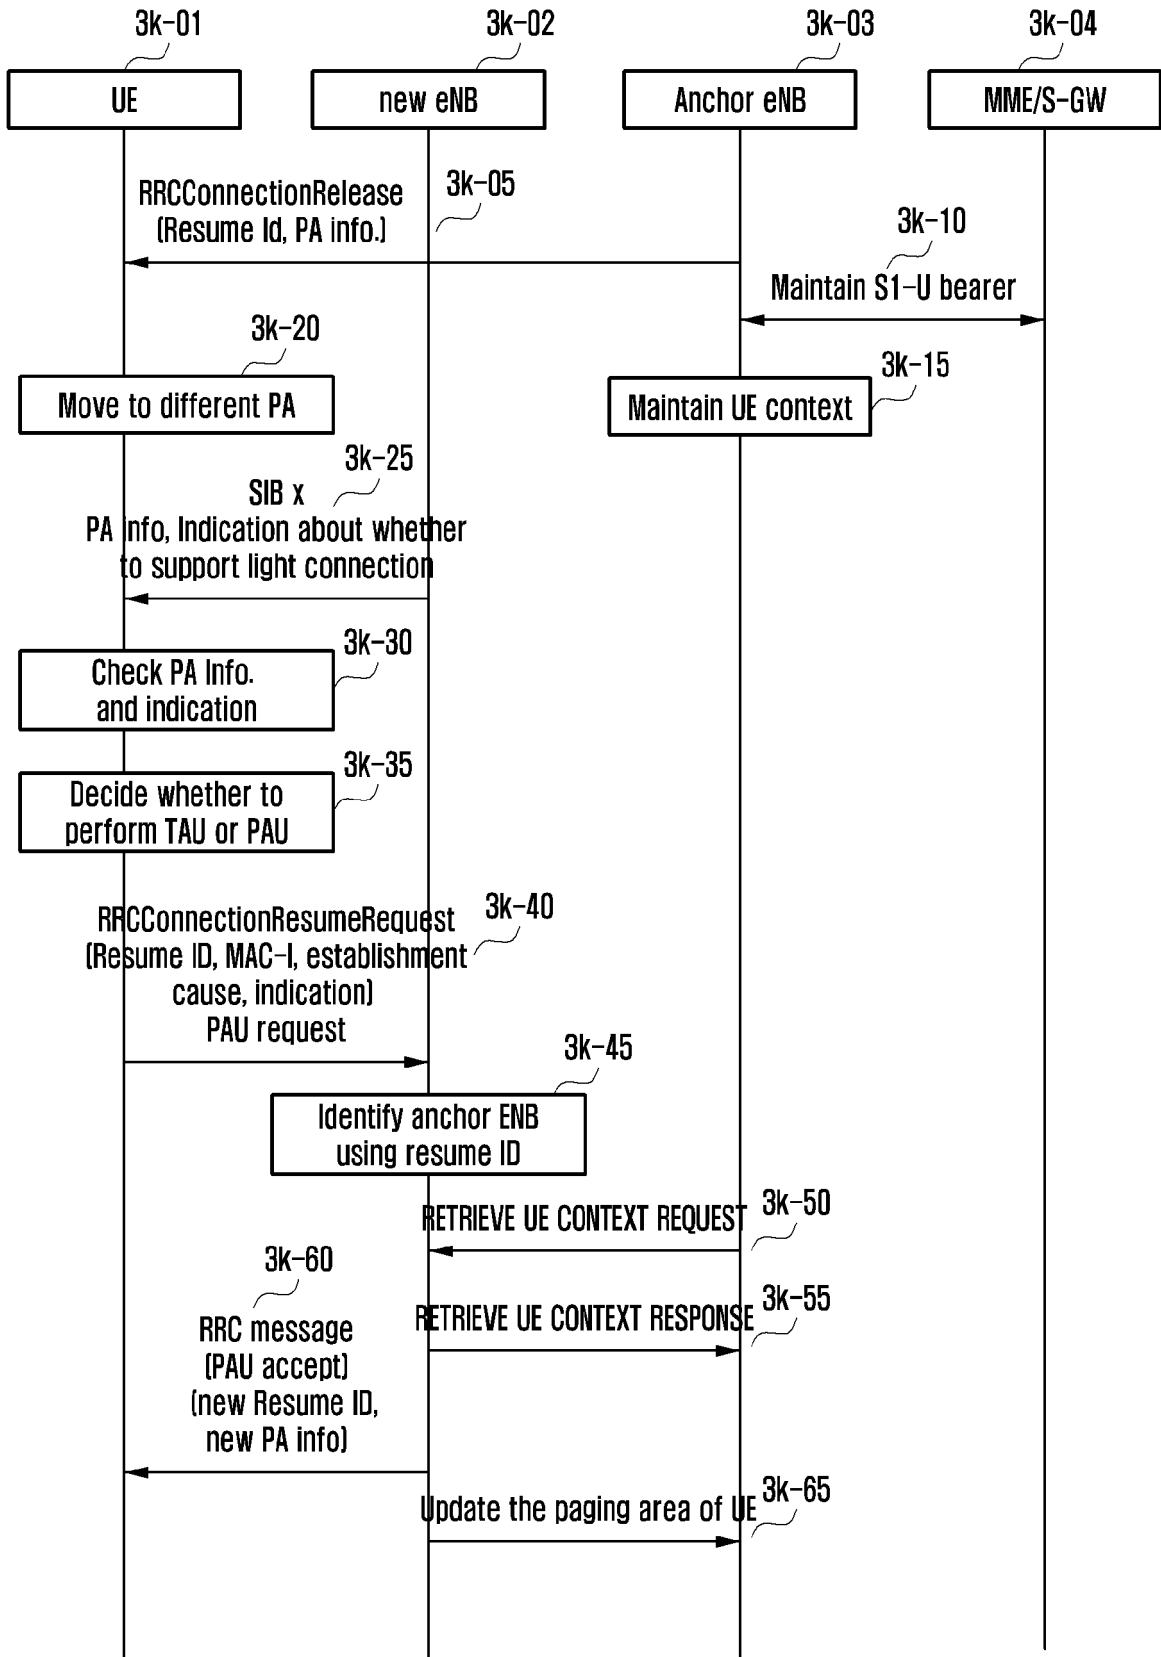 3k-01
3k-02
3k-03
3k-04
UE
new eNB
Anchor eNB
MME/S-GW
RRCConnectionRelease
(Resume Id, PA info.)
3k-05
3k-10
Maintain S1-U bearer
3k-20
Move to different PA
3k-15
Maintain UE context
3k-25
SIB x
PA info, Indication about whether
to support light connection
3k-30
Check PA Info.
and indication
3k-35
Decide whether to
perform TAU or PAU
RRCConnectionResumeRequest
(Resume ID, MAC-I, establishment
cause, indication)
PAU request
3k-40
3k-45
Identify anchor ENB
using resume ID
RETRIEVE UE CONTEXT REQUEST
3k-50
RETRIEVE UE CONTEXT RESPONSE
3k-55
3k-60
RRC message
(PAU accept)
(new Resume ID,
new PA info)
Update the paging area of UE
3k-65